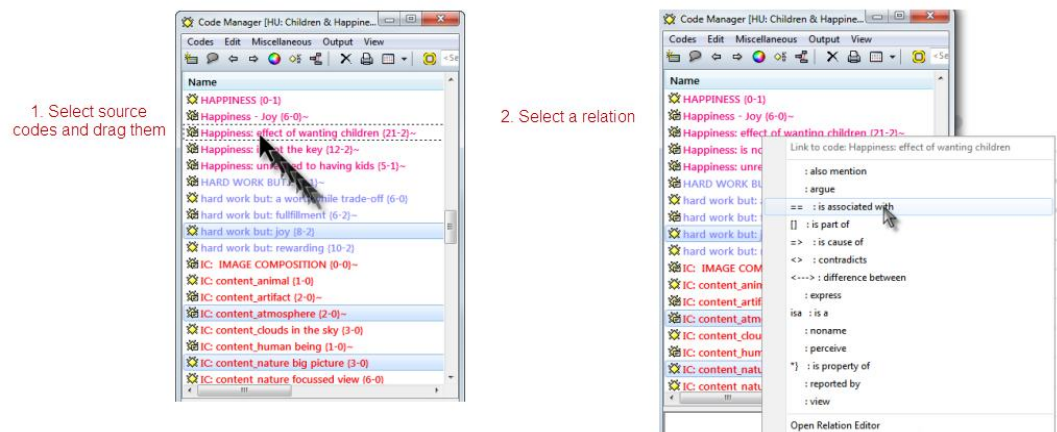 1. Select source
codes and drag them
Code Manager [HU: Children & Happine...
Codes Edit Miscellaneous Output View
Name
HAPPINESS {0-1}
Happiness - Joy {6-0}~
Happiness: effect of wanting children {21-2}~
Happiness: the key {12-2}~
Happiness: to having kids {5-1}~
HARD WORK
hard work but: a trade-off {6-0}
hard work but: fullfillment {6-2}~
hard work but: joy {8-2}
hard work but: rewarding {10-2}
IC: IMAGE COMPOSITION {0-0}~
IC: content_animal {1-0}
IC: content_artifact {2-0}~
IC: content_atmosphere {2-0}~
IC: content_clouds in the sky {3-0}
IC: content_human being {1-0}~
IC: content_nature big picture {3-0}
IC: content nature focussed view {6-0}
2. Select a relation
Code Manager [HU: Children & Happine...
Codes Edit Miscellaneous Output View
Name
HAPPINESS {0-1}
Happiness - Joy {6-0}~
Happiness: effect of wanting children {21-2}~
Happiness: is no
Happiness: unre
HARD WORK BU
hard work but:
hard work but:
hard work but:
hard work but:
IC: IMAGE COM
IC: content_anin
IC: content_artif
IC: content_atm
IC: content_clou
IC: content_hum
IC: content_natu
IC: content natu
Link to code: Happiness: effect of wanting children
: also mention
: argue
== : is associated with
[] : is part of
=> : is cause of
<> : contradicts
<---> : difference between
: express
isa : is a
: noname
: perceive
*} : is property of
: reported by
: view
Open Relation Editor